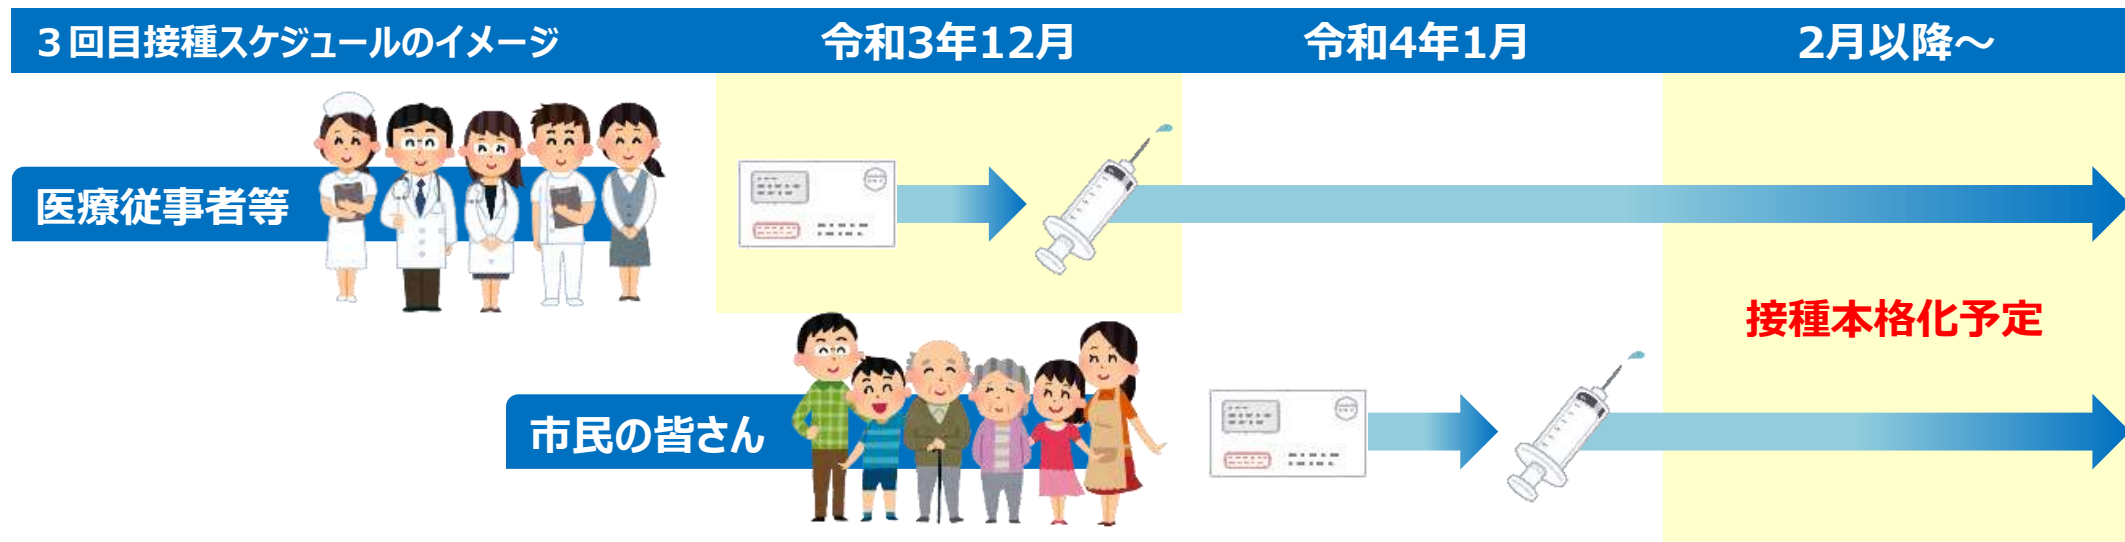 ３回目接種スケジュールのイメージ
令和3年12月
令和4年1月
2月以降～
医療従事者等
接種本格化予定
市民の皆さん